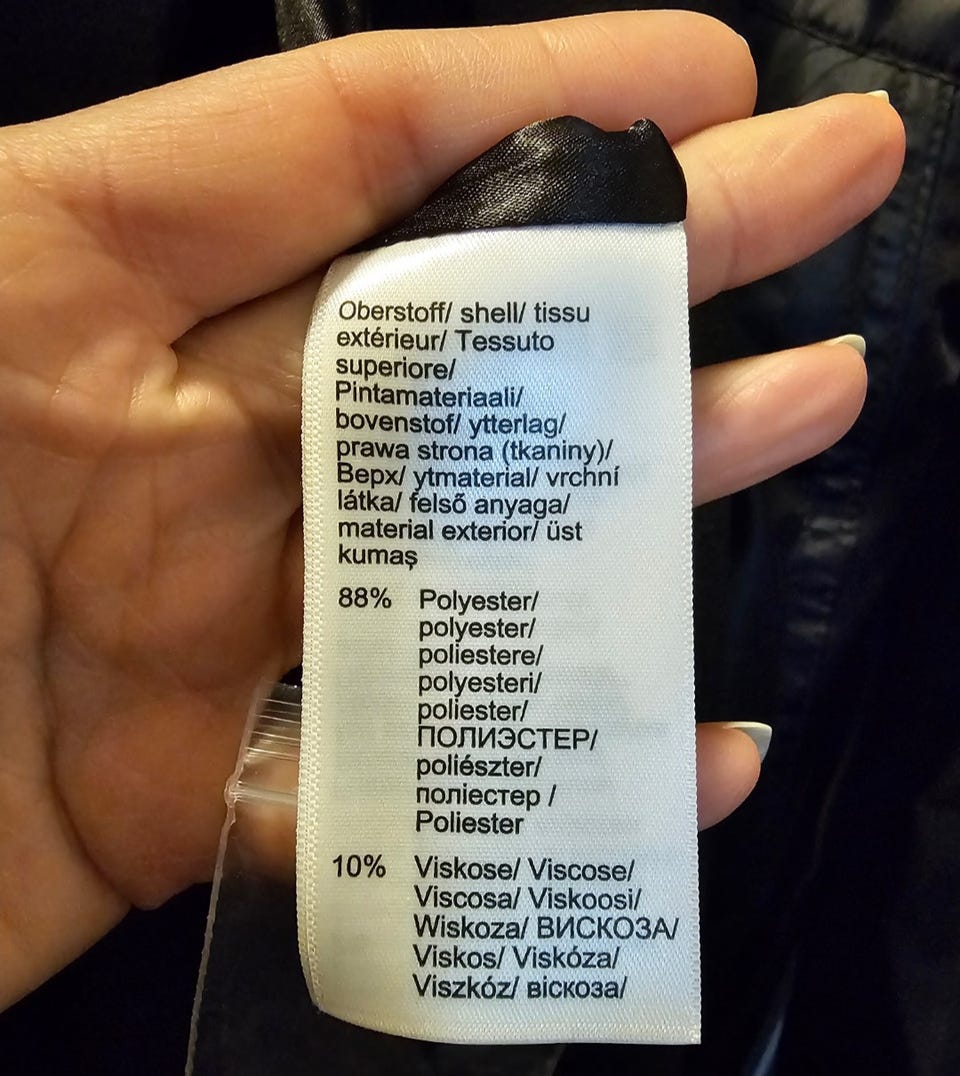 Oberstoff/ shell/ tissu
extérieur/ Tessuto
superiore/
Pintamateriaali/
bovenstof/ ytterlag/
prawa strona (tkaniny)/
Верх/ ytmaterial/ vrchní
látka/ felső anyaga/
material exterior/ üst
kumaş
88% Polyester/
polyester/
poliestere/
polyesteri/
poliester/
ПОЛИЭСТЕР/
poliészter/
поліестер /
Poliester
10% Viskose/ Viscose/
Viscosa/ Viskoosi/
Wiskoza/ ВИСКОЗА/
Viskos/ Viskóza/
Viszkóz/ віскоза/